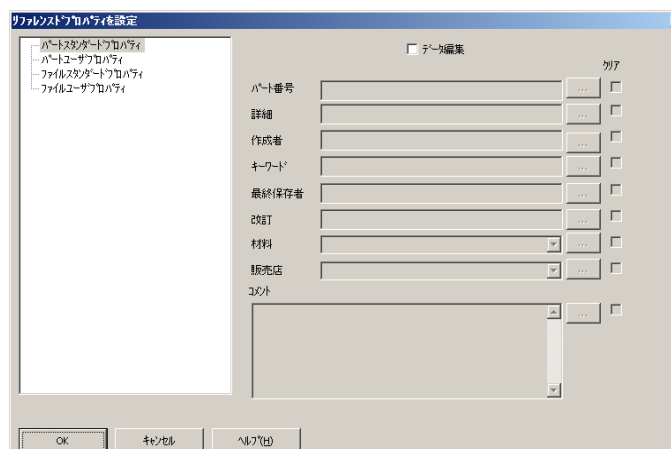 リファレンストプロパティを設定
パートスタンダードプロパティ
パートユーザプロパティ
ファイルスタンダードプロパティ
ファイルユーザプロパティ
データ編集
クリア
パート番号
...
詳細
...
作成者
...
キーワード
...
最終保存者
...
改訂
...
材料
...
販売店
...
コメント
...
OK
キャンセル
ヘルプ(H)